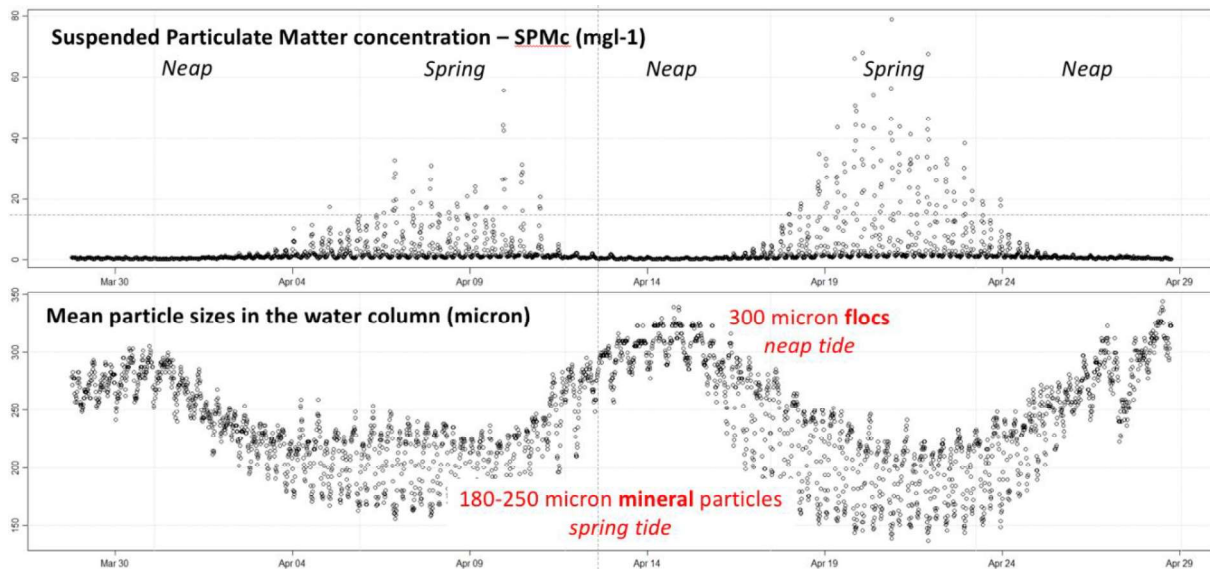 80
60
40
20
0
Suspended Particulate Matter concentration – SPMc (mgl-1)
Neap Spring Neap Spring Neap
Mar 30 Apr 04 Apr 09 Apr 14 Apr 19 Apr 24 Apr 29
350
300
250
200
150
Mean particle sizes in the water column (micron)
300 micron flocs
neap tide
180-250 micron mineral particles
spring tide
Mar 30 Apr 04 Apr 09 Apr 14 Apr 19 Apr 24 Apr 29